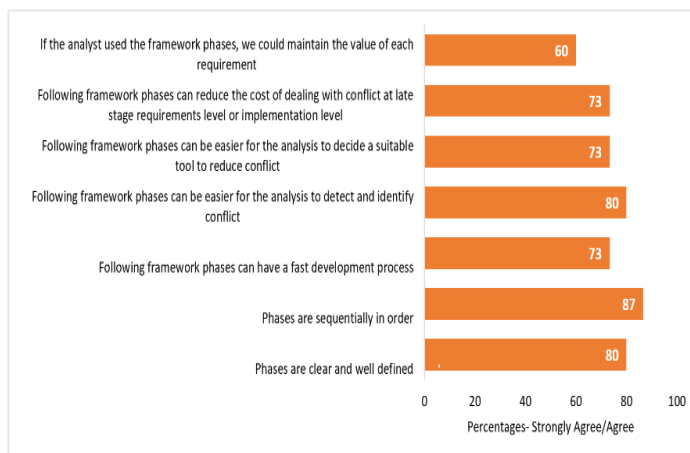 If the analyst used the framework phases, we could maintain the value of each
requirement
60
Following framework phases can reduce the cost of dealing with conflict at late
stage requirements level or implementation level
73
Following framework phases can be easier for the analysis to decide a suitable
tool to reduce conflict
73
Following framework phases can be easier for the analysis to detect and identify
conflict
80
Following framework phases can have a fast development process
73
Phases are sequentially in order
87
Phases are clear and well defined
80
0 20 40 60 80 100
Percentages- Strongly Agree/Agree